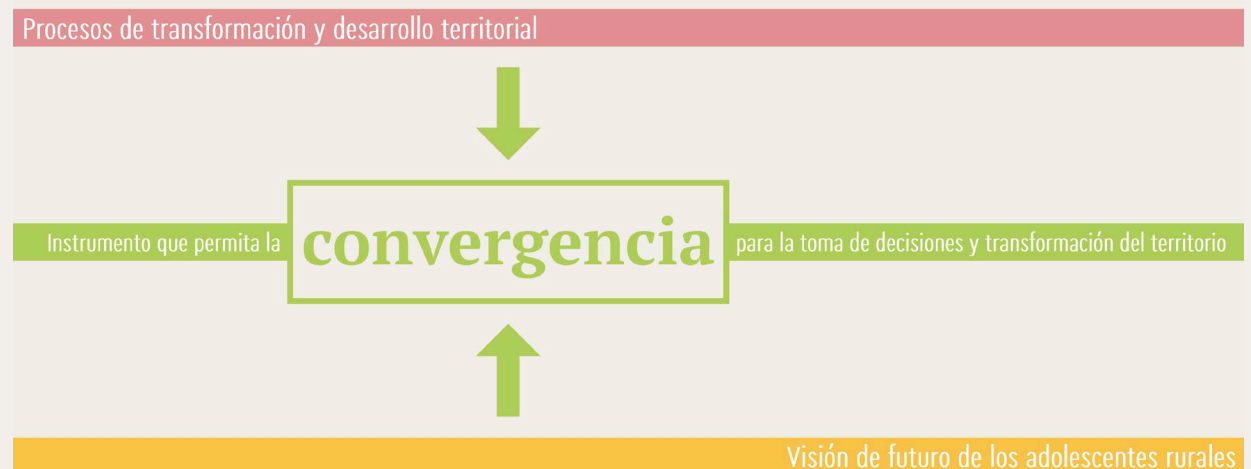 Procesos de transformación y desarrollo territorial
Instrumento que permita la convergencia para la toma de decisiones y transformación del territorio
Visión de futuro de los adolescentes rurales